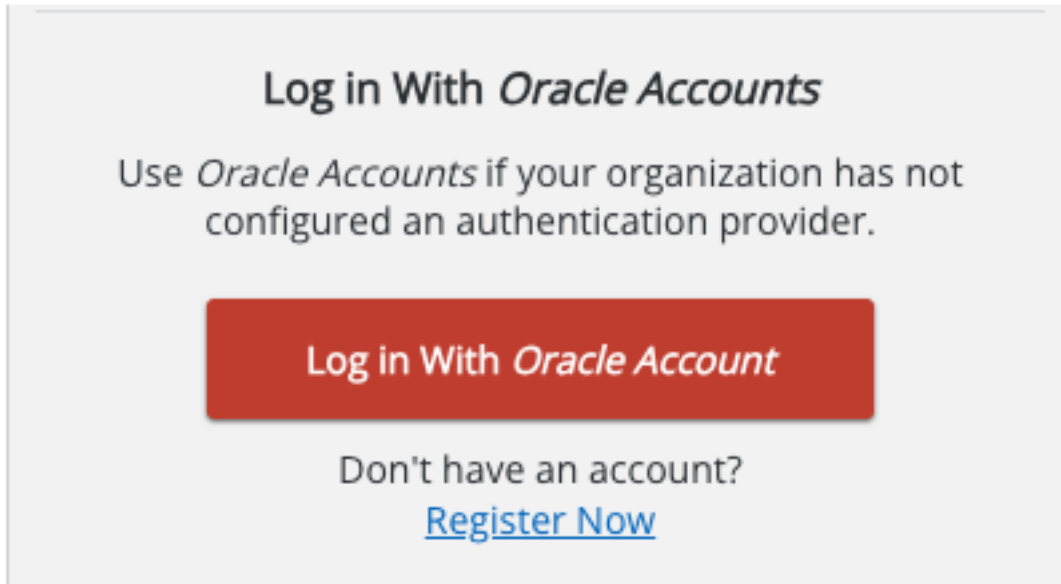 Log in With Oracle Accounts
Use Oracle Accounts if your organization has not
configured an authentication provider.
Log in With Oracle Account
Don't have an account?
Register Now